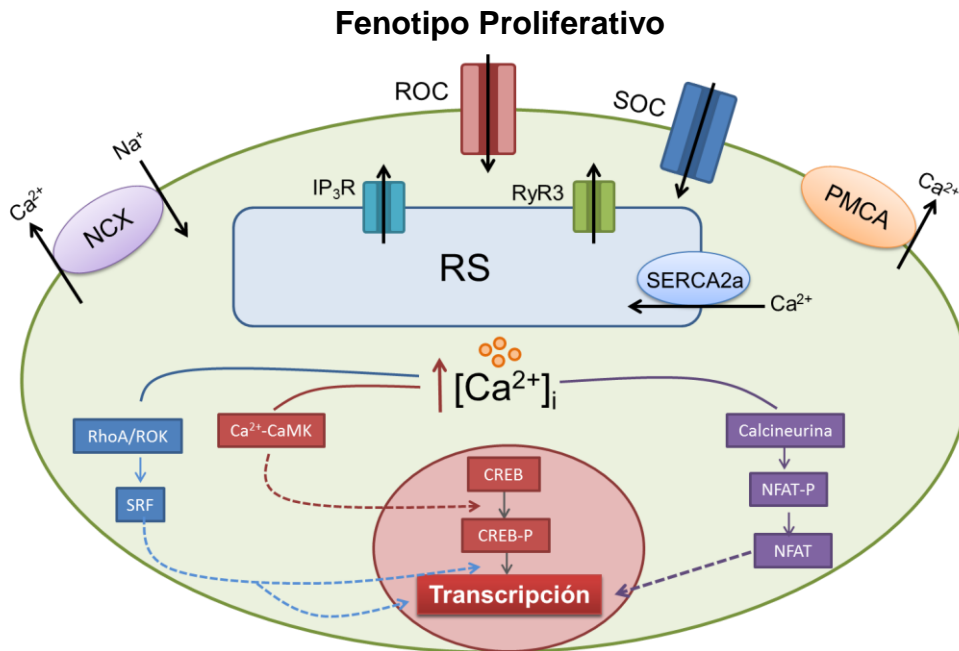 Fenotipo Proliferativo
ROC
SOC
Na⁺
Ca²⁺
NCX
IP₃R
RyR3
PMCA
Ca²⁺
RS
SERCA2a
Ca²⁺
[Ca²⁺]i
RhoA/ROK
Ca²⁺-CaMK
Calcineurina
SRF
CREB
NFAT-P
CREB-P
NFAT
Transcripción